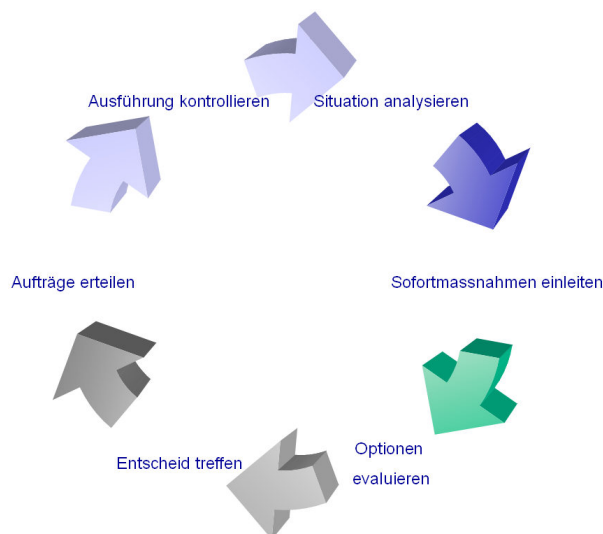 Ausführung kontrollieren
Situation analysieren
Aufträge erteilen
Sofortmassnahmen einleiten
Entscheid treffen
Optionen
evaluieren